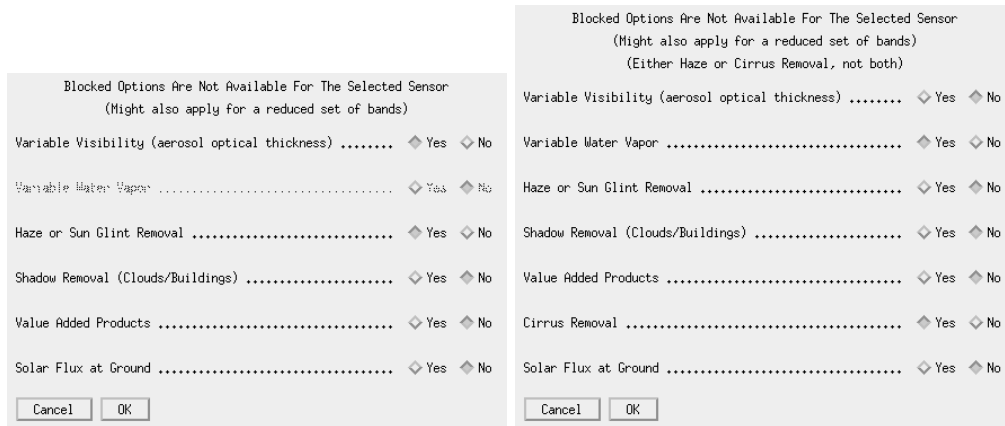 Blocked Options Are Not Available For The Selected Sensor
(Might also apply for a reduced set of bands)
Variable Visibility (aerosol optical thickness) ........ Yes No
Variable Water Vapor ................................... Yes No
Haze or Sun Glint Removal .............................. Yes No
Shadow Removal (Clouds/Buildings) ...................... Yes No
Value Added Products ................................... Yes No
Solar Flux at Ground ................................... Yes No
Cancel OK
Blocked Options Are Not Available For The Selected Sensor
(Might also apply for a reduced set of bands)
(Either Haze or Cirrus Removal, not both)
Variable Visibility (aerosol optical thickness) ........ Yes No
Variable Water Vapor ................................... Yes No
Haze or Sun Glint Removal .............................. Yes No
Shadow Removal (Clouds/Buildings) ...................... Yes No
Value Added Products ................................... Yes No
Cirrus Removal ......................................... Yes No
Solar Flux at Ground ................................... Yes No
Cancel OK